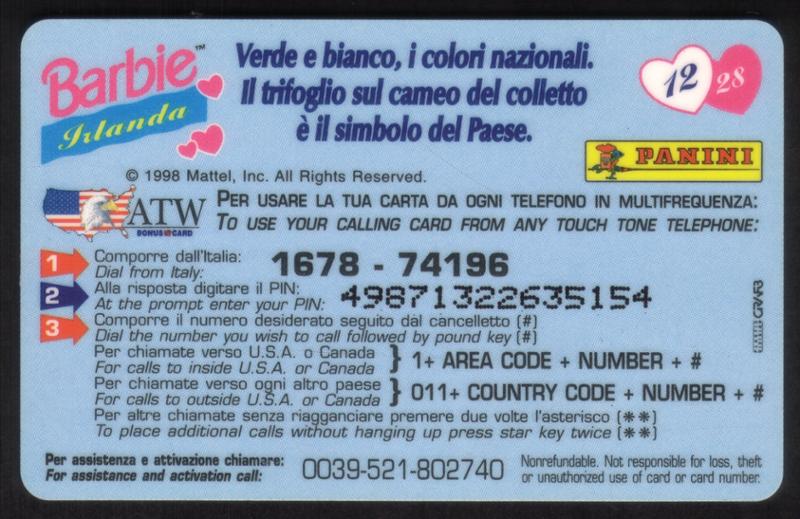 Barbie™
Irlanda
Verde e bianco, i colori nazionali.
Il trifoglio sul cameo del colletto
è il simbolo del Paese.
12 28
PANINI
© 1998 Mattel, Inc. All Rights Reserved.
ATW
BONUS CARD
PER USARE LA TUA CARTA DA OGNI TELEFONO IN MULTIFREQUENZA:
TO USE YOUR CALLING CARD FROM ANY TOUCH TONE TELEPHONE:
1 Comporre dall'Italia:
Dial from Italy:
1678 - 74196
2 Alla risposta digitare il PIN:
At the prompt enter your PIN:
49871322635154
3 Comporre il numero desiderato seguito dal cancelletto (#)
Dial the number you wish to call followed by pound key (#)
Per chiamate verso U.S.A. o Canada
For calls to inside U.S.A. or Canada
} 1+ AREA CODE + NUMBER + #
Per chiamate verso ogni altro paese
For calls to outside U.S.A. or Canada
} 011+ COUNTRY CODE + NUMBER + #
Per altre chiamate senza riagganciare premere due volte l'asterisco (**)
To place additional calls without hanging up press star key twice (**)
Per assistenza e attivazione chiamare:
For assistance and activation call:
0039-521-802740
Nonrefundable. Not responsible for loss, theft
or unauthorized use of card or card number.